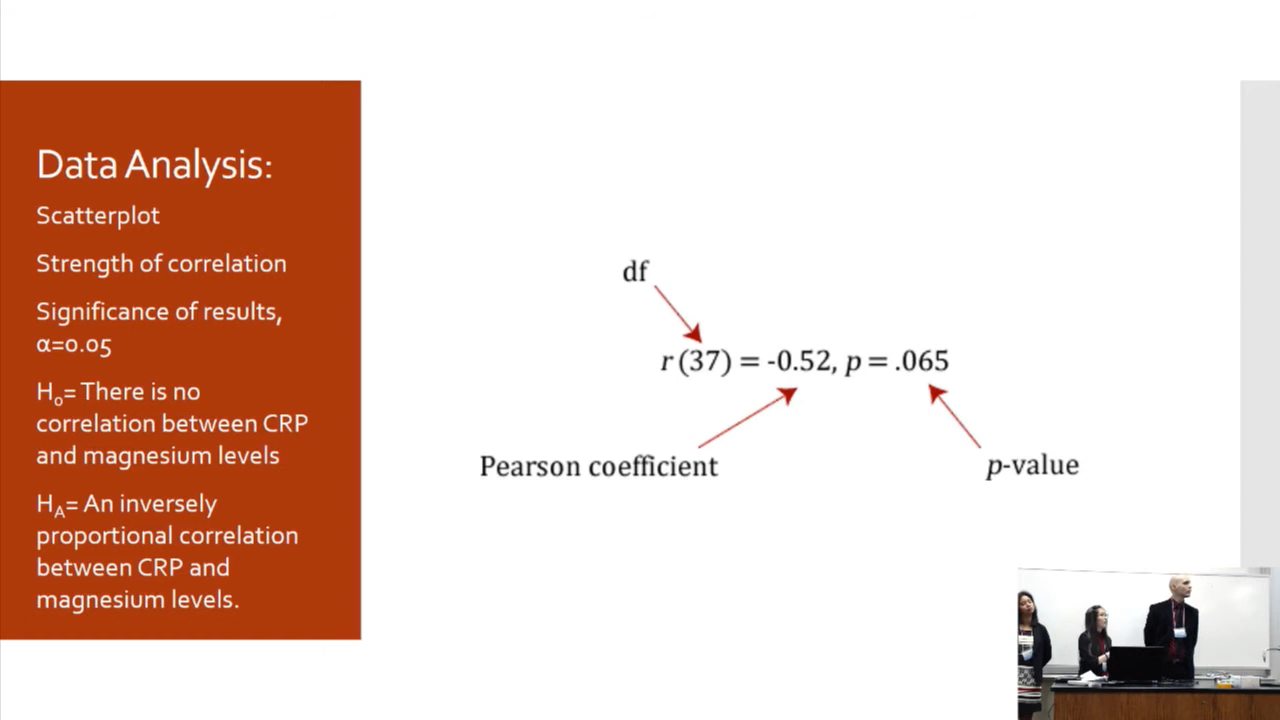 Data Analysis:
Scatterplot
Strength of correlation
Significance of results,
α=0.05
H₀= There is no
correlation between CRP
and magnesium levels
Hₐ= An inversely
proportional correlation
between CRP and
magnesium levels.
df
r (37) = -0.52, p = .065
Pearson coefficient
p-value